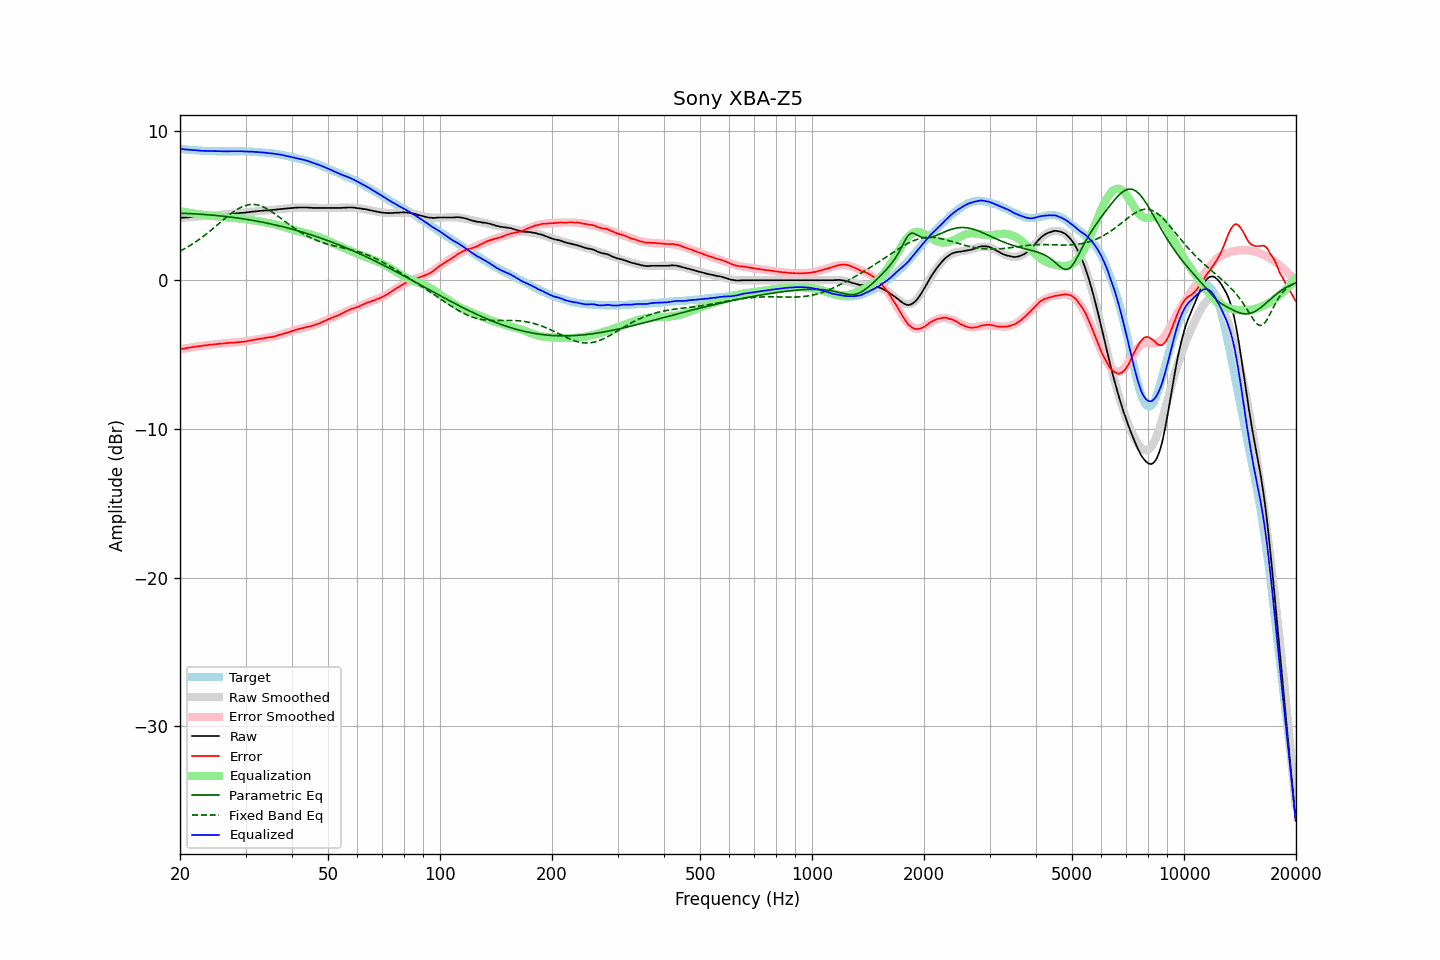 Sony XBA-Z5
Amplitude (dBr)
10
0
−10
−20
−30
Target
Raw Smoothed
Error Smoothed
Raw
Error
Equalization
Parametric Eq
Fixed Band Eq
Equalized
20 50 100 200 500 1000 2000 5000 10000 20000
Frequency (Hz)